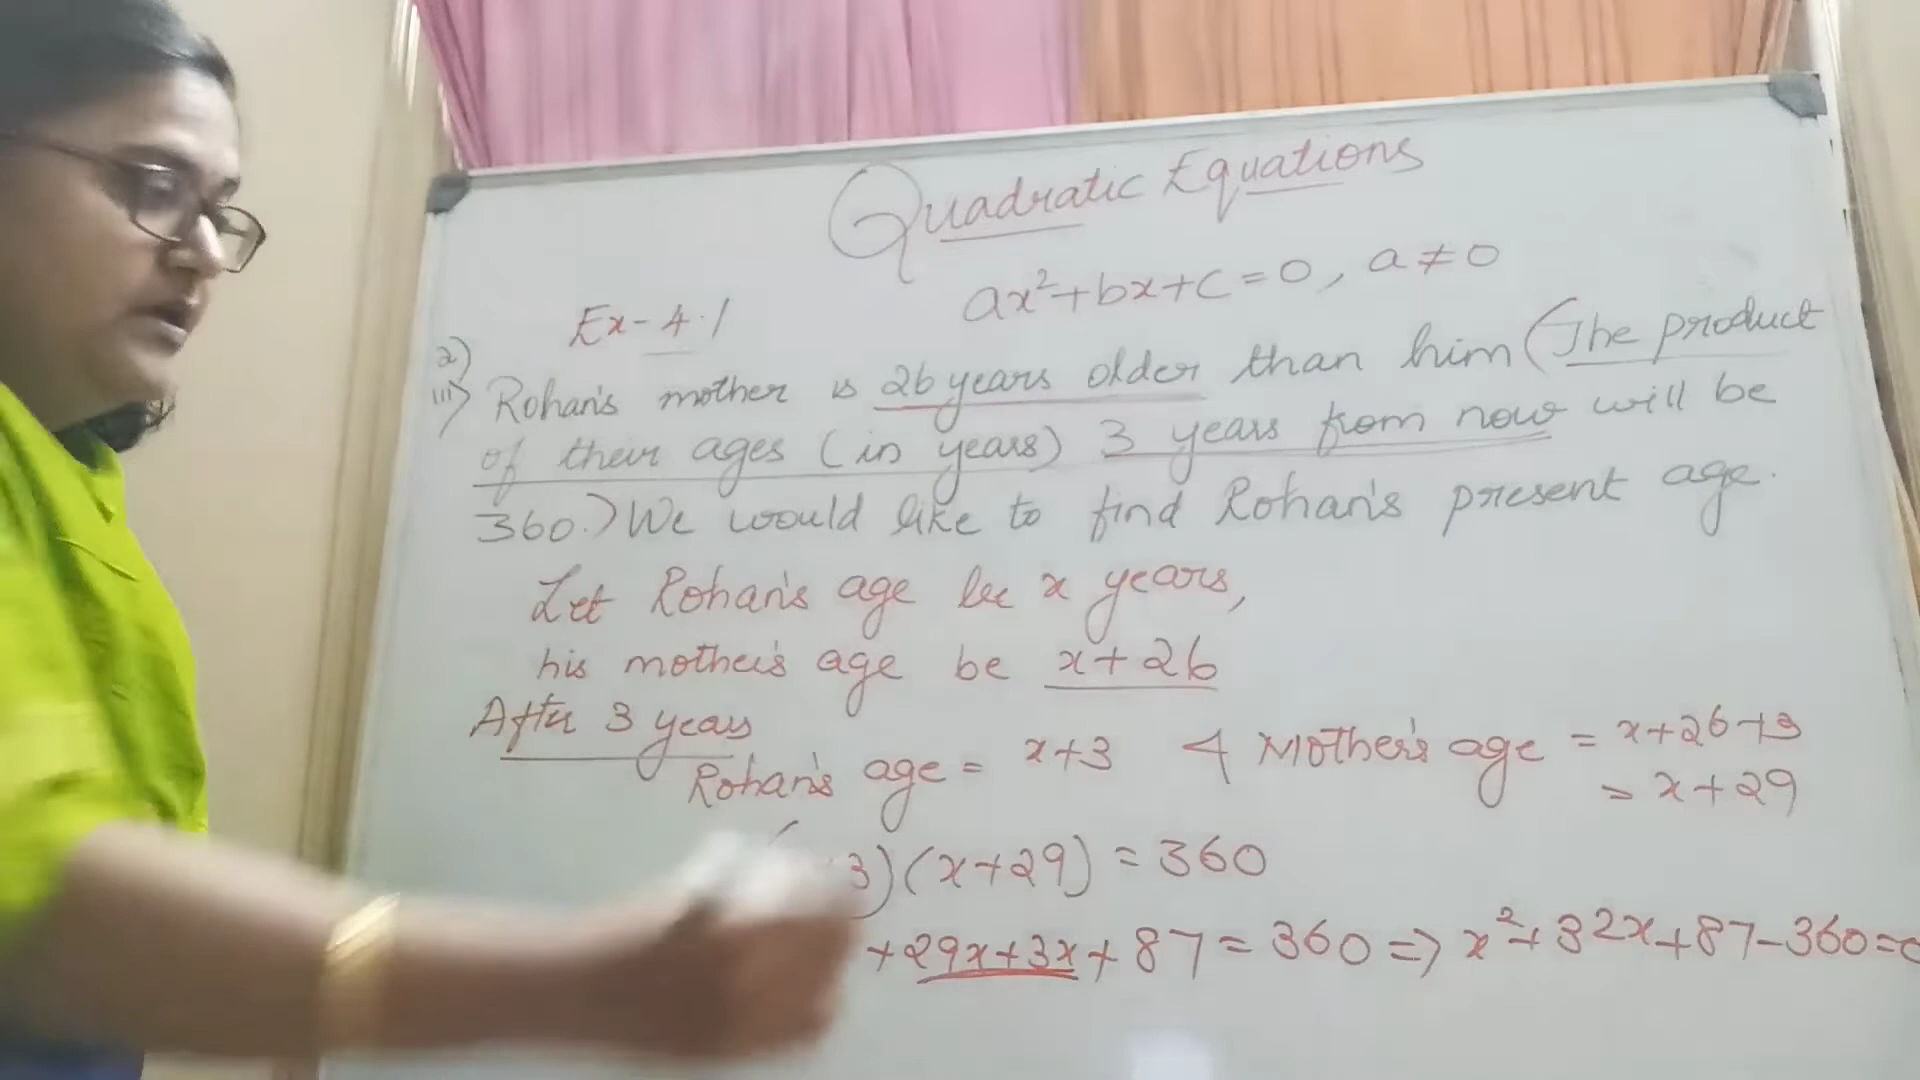 Quadratic Equations
ax²+bx+c=0, a≠0
Ex-4.1
2)
iii) Rohan's mother is 26 years older than him (The product
of their ages (in years) 3 years from now will be
360.) We would like to find Rohan's present age.
Let Rohan's age be x years,
his mother's age be x+26
After 3 years
Rohan's age = x+3 & Mother's age = x+26+3
= x+29
3)(x+29) = 360
+29x+3x+87=360 => x²+32x+87-360=0